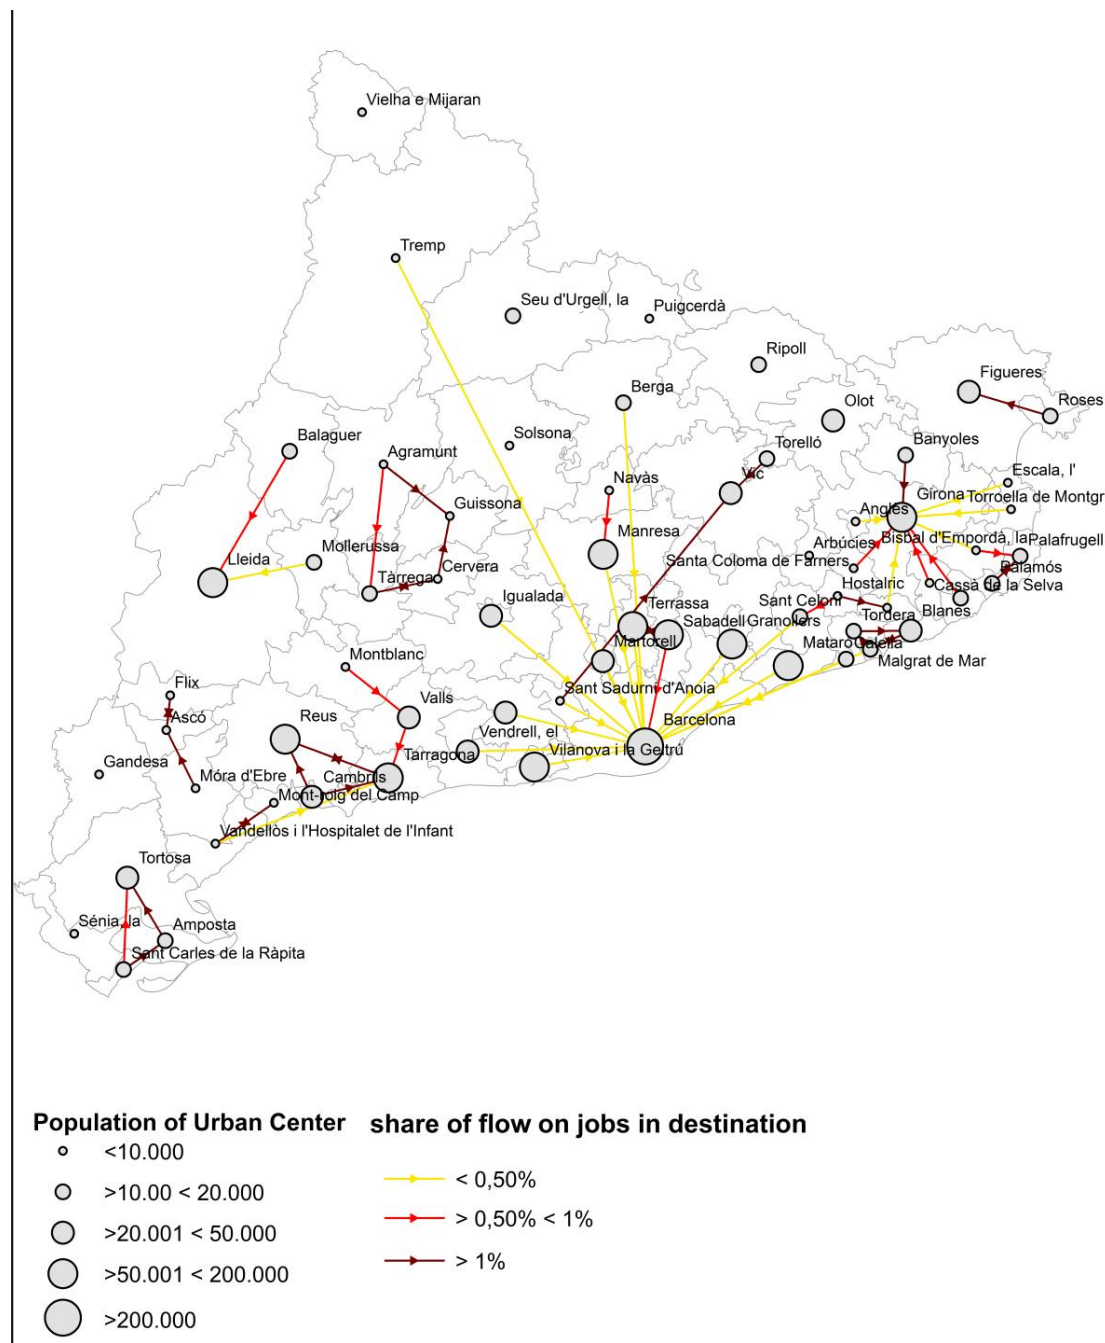 Vielha e Mijaran
Tremp
Seu d'Urgell, la
Puigcerdà
Ripoll
Figueres
Berga
Roses
Olot
Solsona
Balaguer
Agramunt
Torelló
Banyoles
Escala, l'
Navàs
Vic
Guissona
Girona
Torroella de Montgr
Anglès
Manresa
Bisbal d'Empordà, la
Palafrugell
Arbúcies
Lleida
Mollerussa
Santa Coloma de Farners
Palamós
Cervera
Tàrrega
Hostalric
Cassà de la Selva
Igualada
Terrassa
Sant Celoni
Blanes
Sabadell
Granollers
Tordera
Martorell
Mataró
Calella
Montblanc
Malgrat de Mar
Flix
Sant Sadurní d'Anoia
Valls
Reus
Ascó
Barcelona
Vendrell, el
Vilanova i la Geltrú
Tarragona
Gandesa
Móra d'Ebre
Cambrils
Mont-roig del Camp
Vandellòs i l'Hospitalet de l'Infant
Tortosa
Sénia, la
Amposta
Sant Carles de la Ràpita
Population of Urban Center
<10.000
>10.00 < 20.000
>20.001 < 50.000
>50.001 < 200.000
>200.000
share of flow on jobs in destination
< 0,50%
> 0,50% < 1%
> 1%